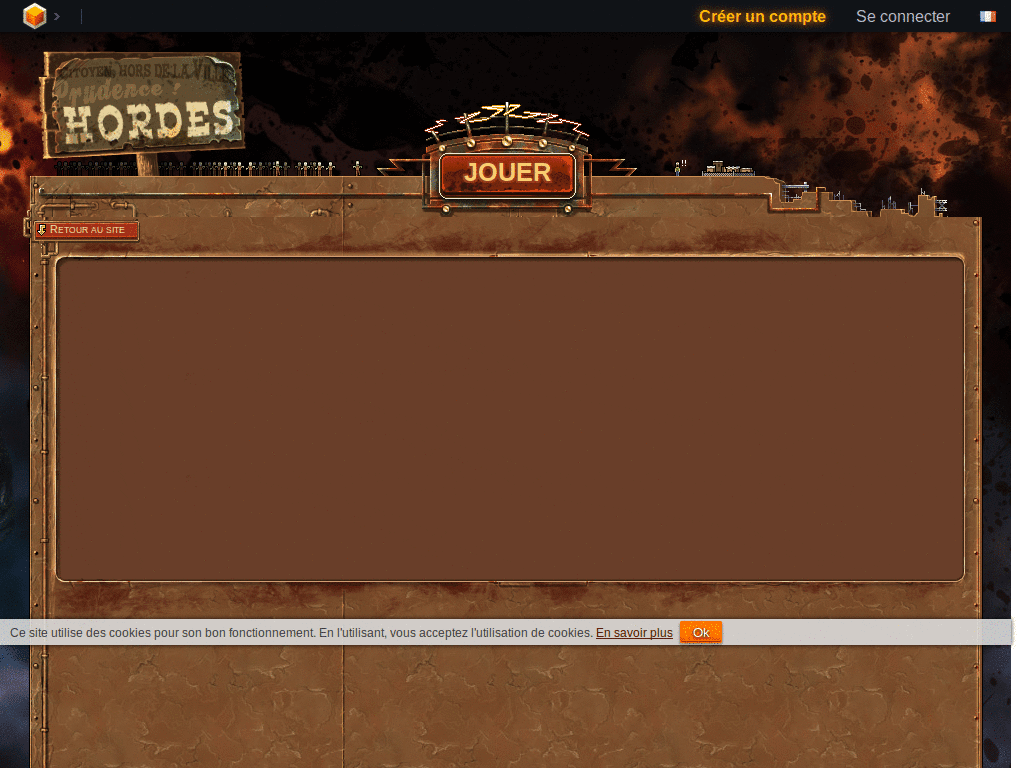 Créer un compte
Se connecter
CITOYEN, HORS DE LA VILLE
Prudence !
HORDES
JOUER
RETOUR AU SITE
Ce site utilise des cookies pour son bon fonctionnement. En l'utilisant, vous acceptez l'utilisation de cookies. En savoir plus Ok